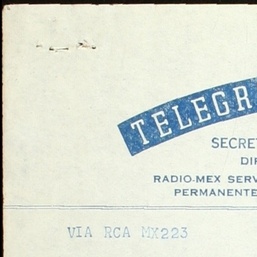 TELEGR
SECRET
DIR
RADIO-MEX SERV
PERMANENTE
VIA RCA MX223